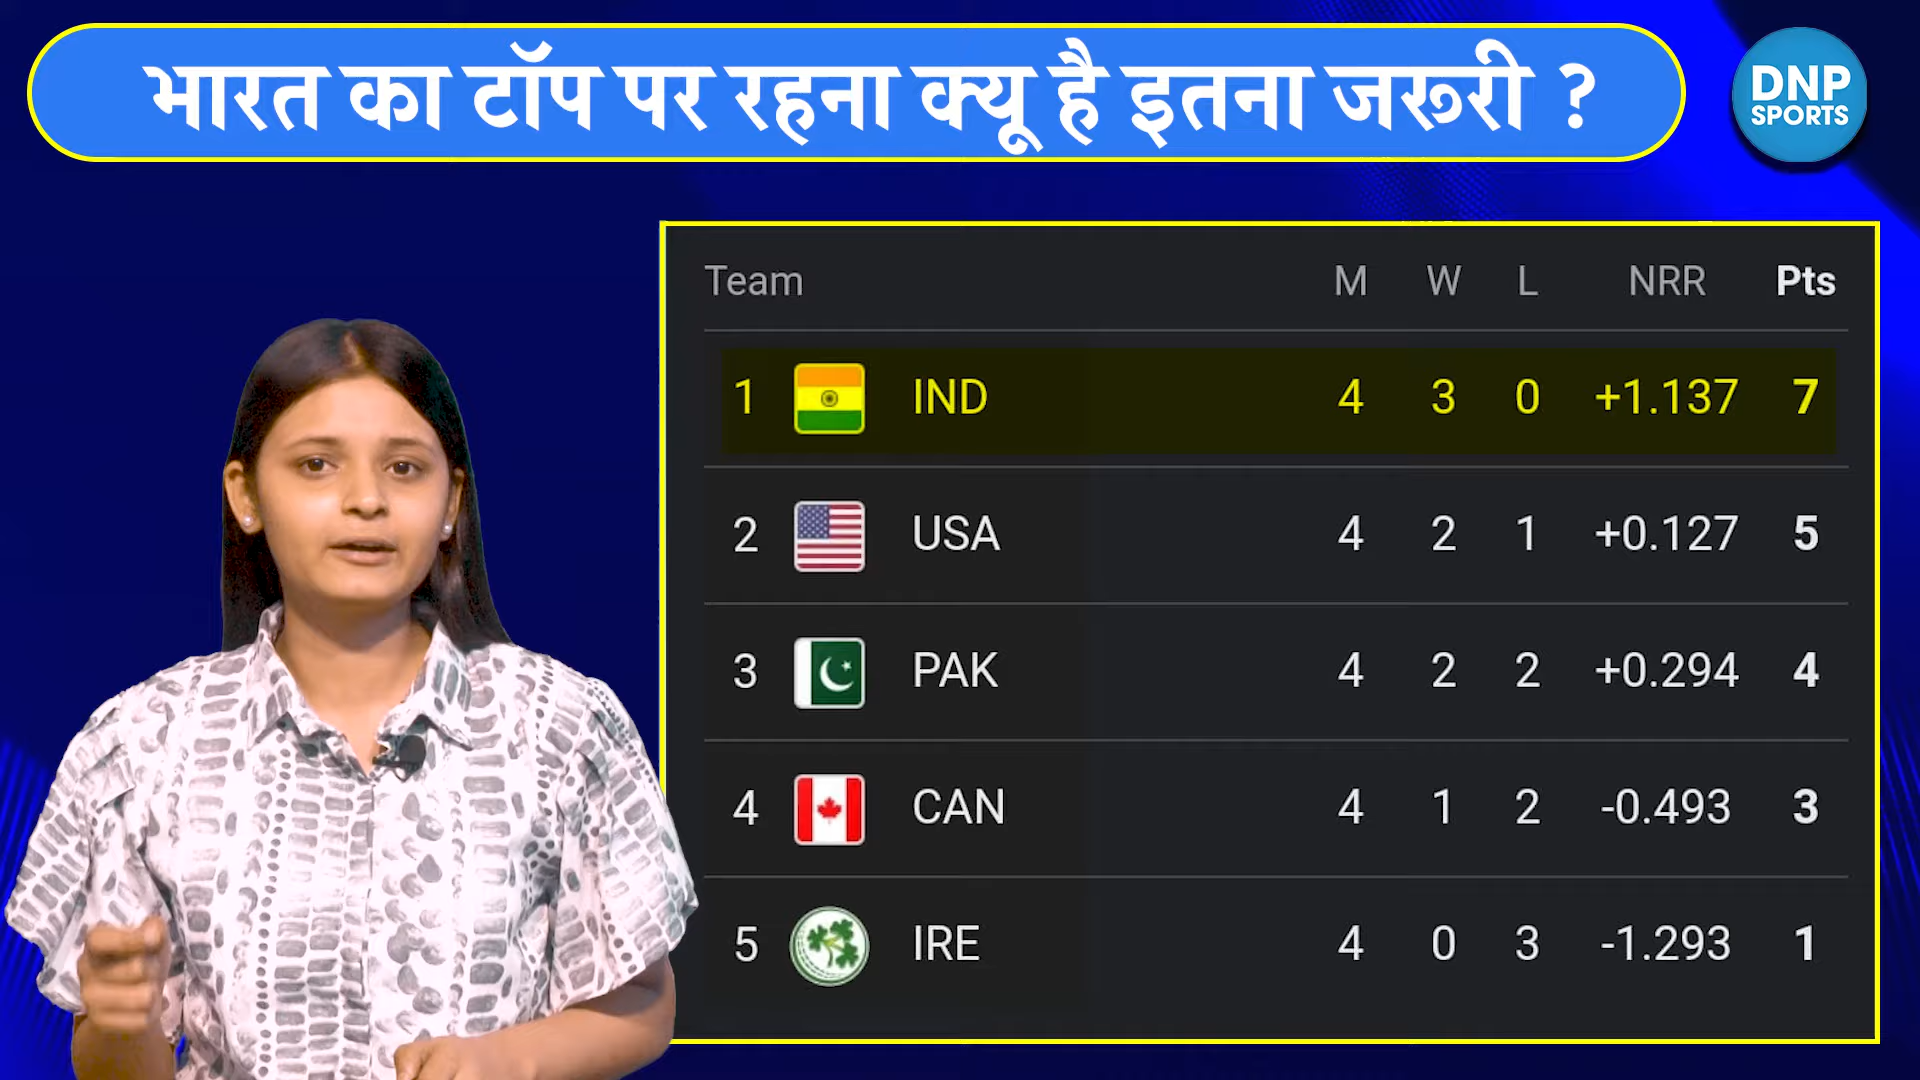 भारत का टॉप पर रहना क्यू है इतना जरूरी ?
DNP
SPORTS
Team M W L NRR Pts
1 IND 4 3 0 +1.137 7
2 USA 4 2 1 +0.127 5
3 PAK 4 2 2 +0.294 4
4 CAN 4 1 2 -0.493 3
5 IRE 4 0 3 -1.293 1